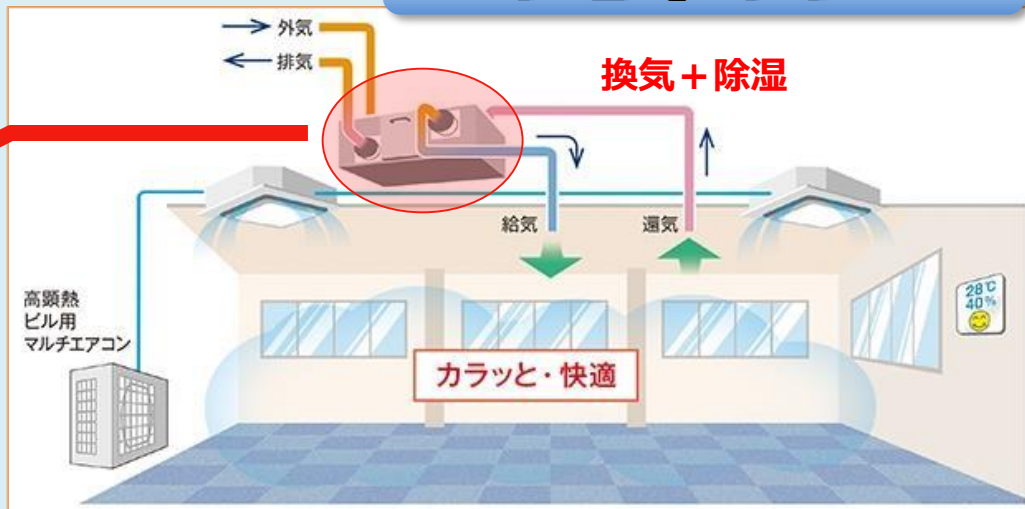 外気
排気
換気＋除湿
給気
還気
高顕熱
ビル用
マルチエアコン
28℃
40%
カラッと・快適